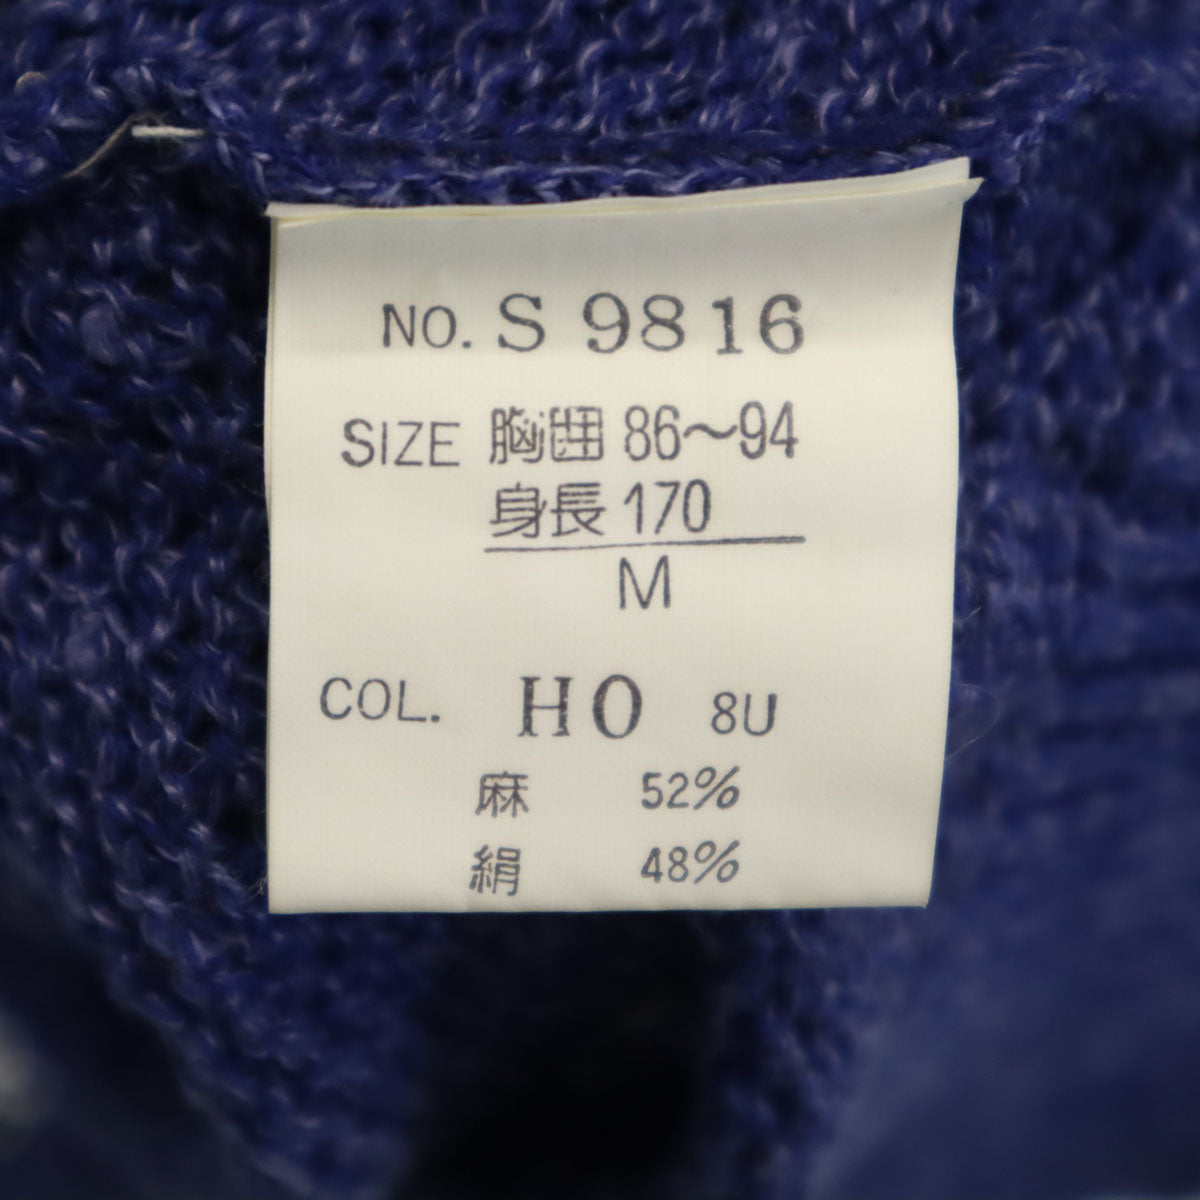 NO. S 9816
SIZE 胸囲 86〜94
身長 170
M
COL. HO 8U
麻 52%
絹 48%